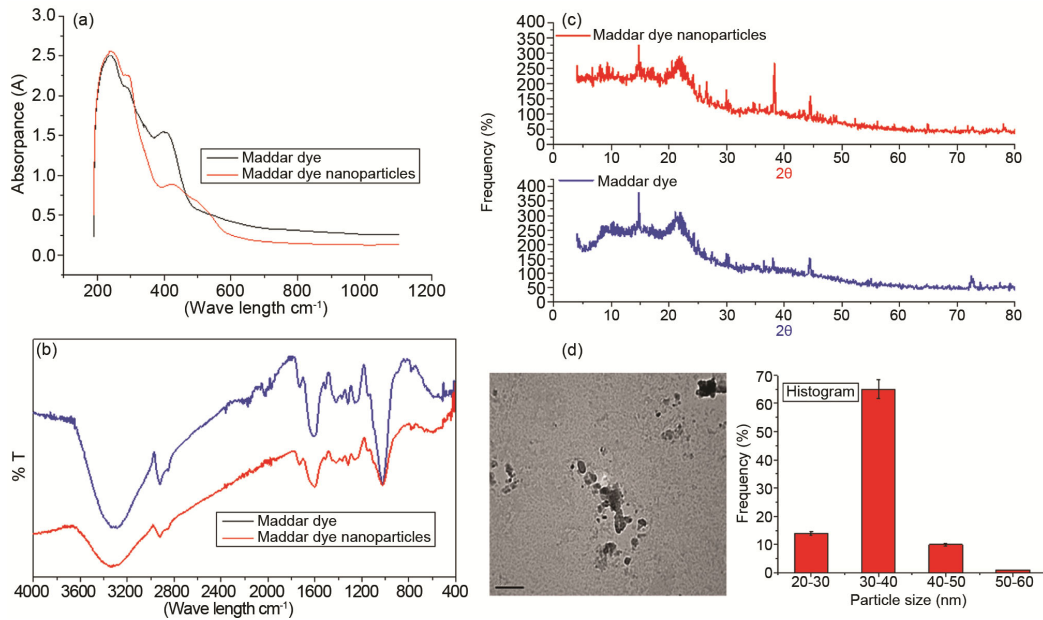 (a)
3.0
2.5
2.0
1.5
1.0
0.5
0.0
Absorpance (A)
Maddar dye
Maddar dye nanoparticles
200 400 600 800 1000 1200
(Wave length cm-1)
(b)
% T
Maddar dye
Maddar dye nanoparticles
4000 3600 3200 2800 2400 2000 1600 1200 800 400
(Wave length cm-1)
(c)
Frequency (%)
400
350
300
250
200
150
100
50
0
Maddar dye nanoparticles
0 10 20 30 40 50 60 70 80
2θ
400
350
300
250
200
150
100
50
0
Maddar dye
0 10 20 30 40 50 60 70 80
2θ
(d)
Histogram
Frequency (%)
70
60
50
40
30
20
10
0
20-30 30-40 40-50 50-60
Particle size (nm)